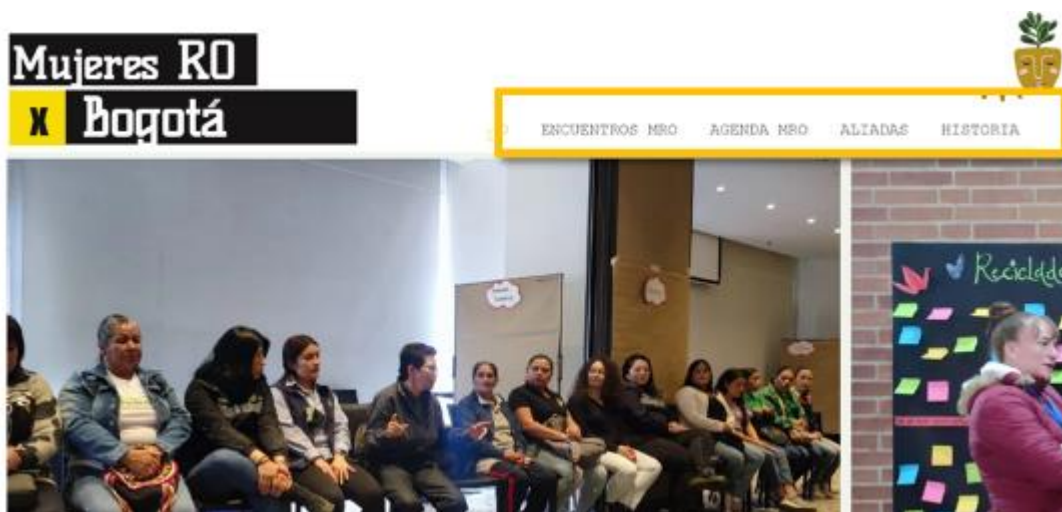 Mujeres RO
x Bogotá
ENCUENTROS MRO AGENDA MRO ALIADAS HISTORIA